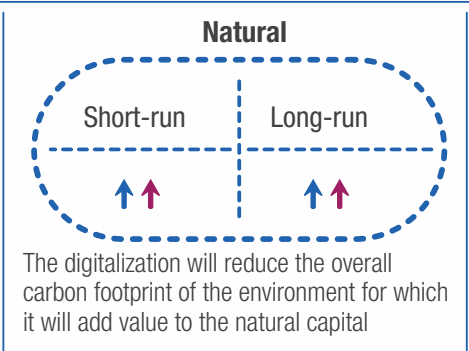 Natural
Short-run Long-run
The digitalization will reduce the overall
carbon footprint of the environment for which
it will add value to the natural capital